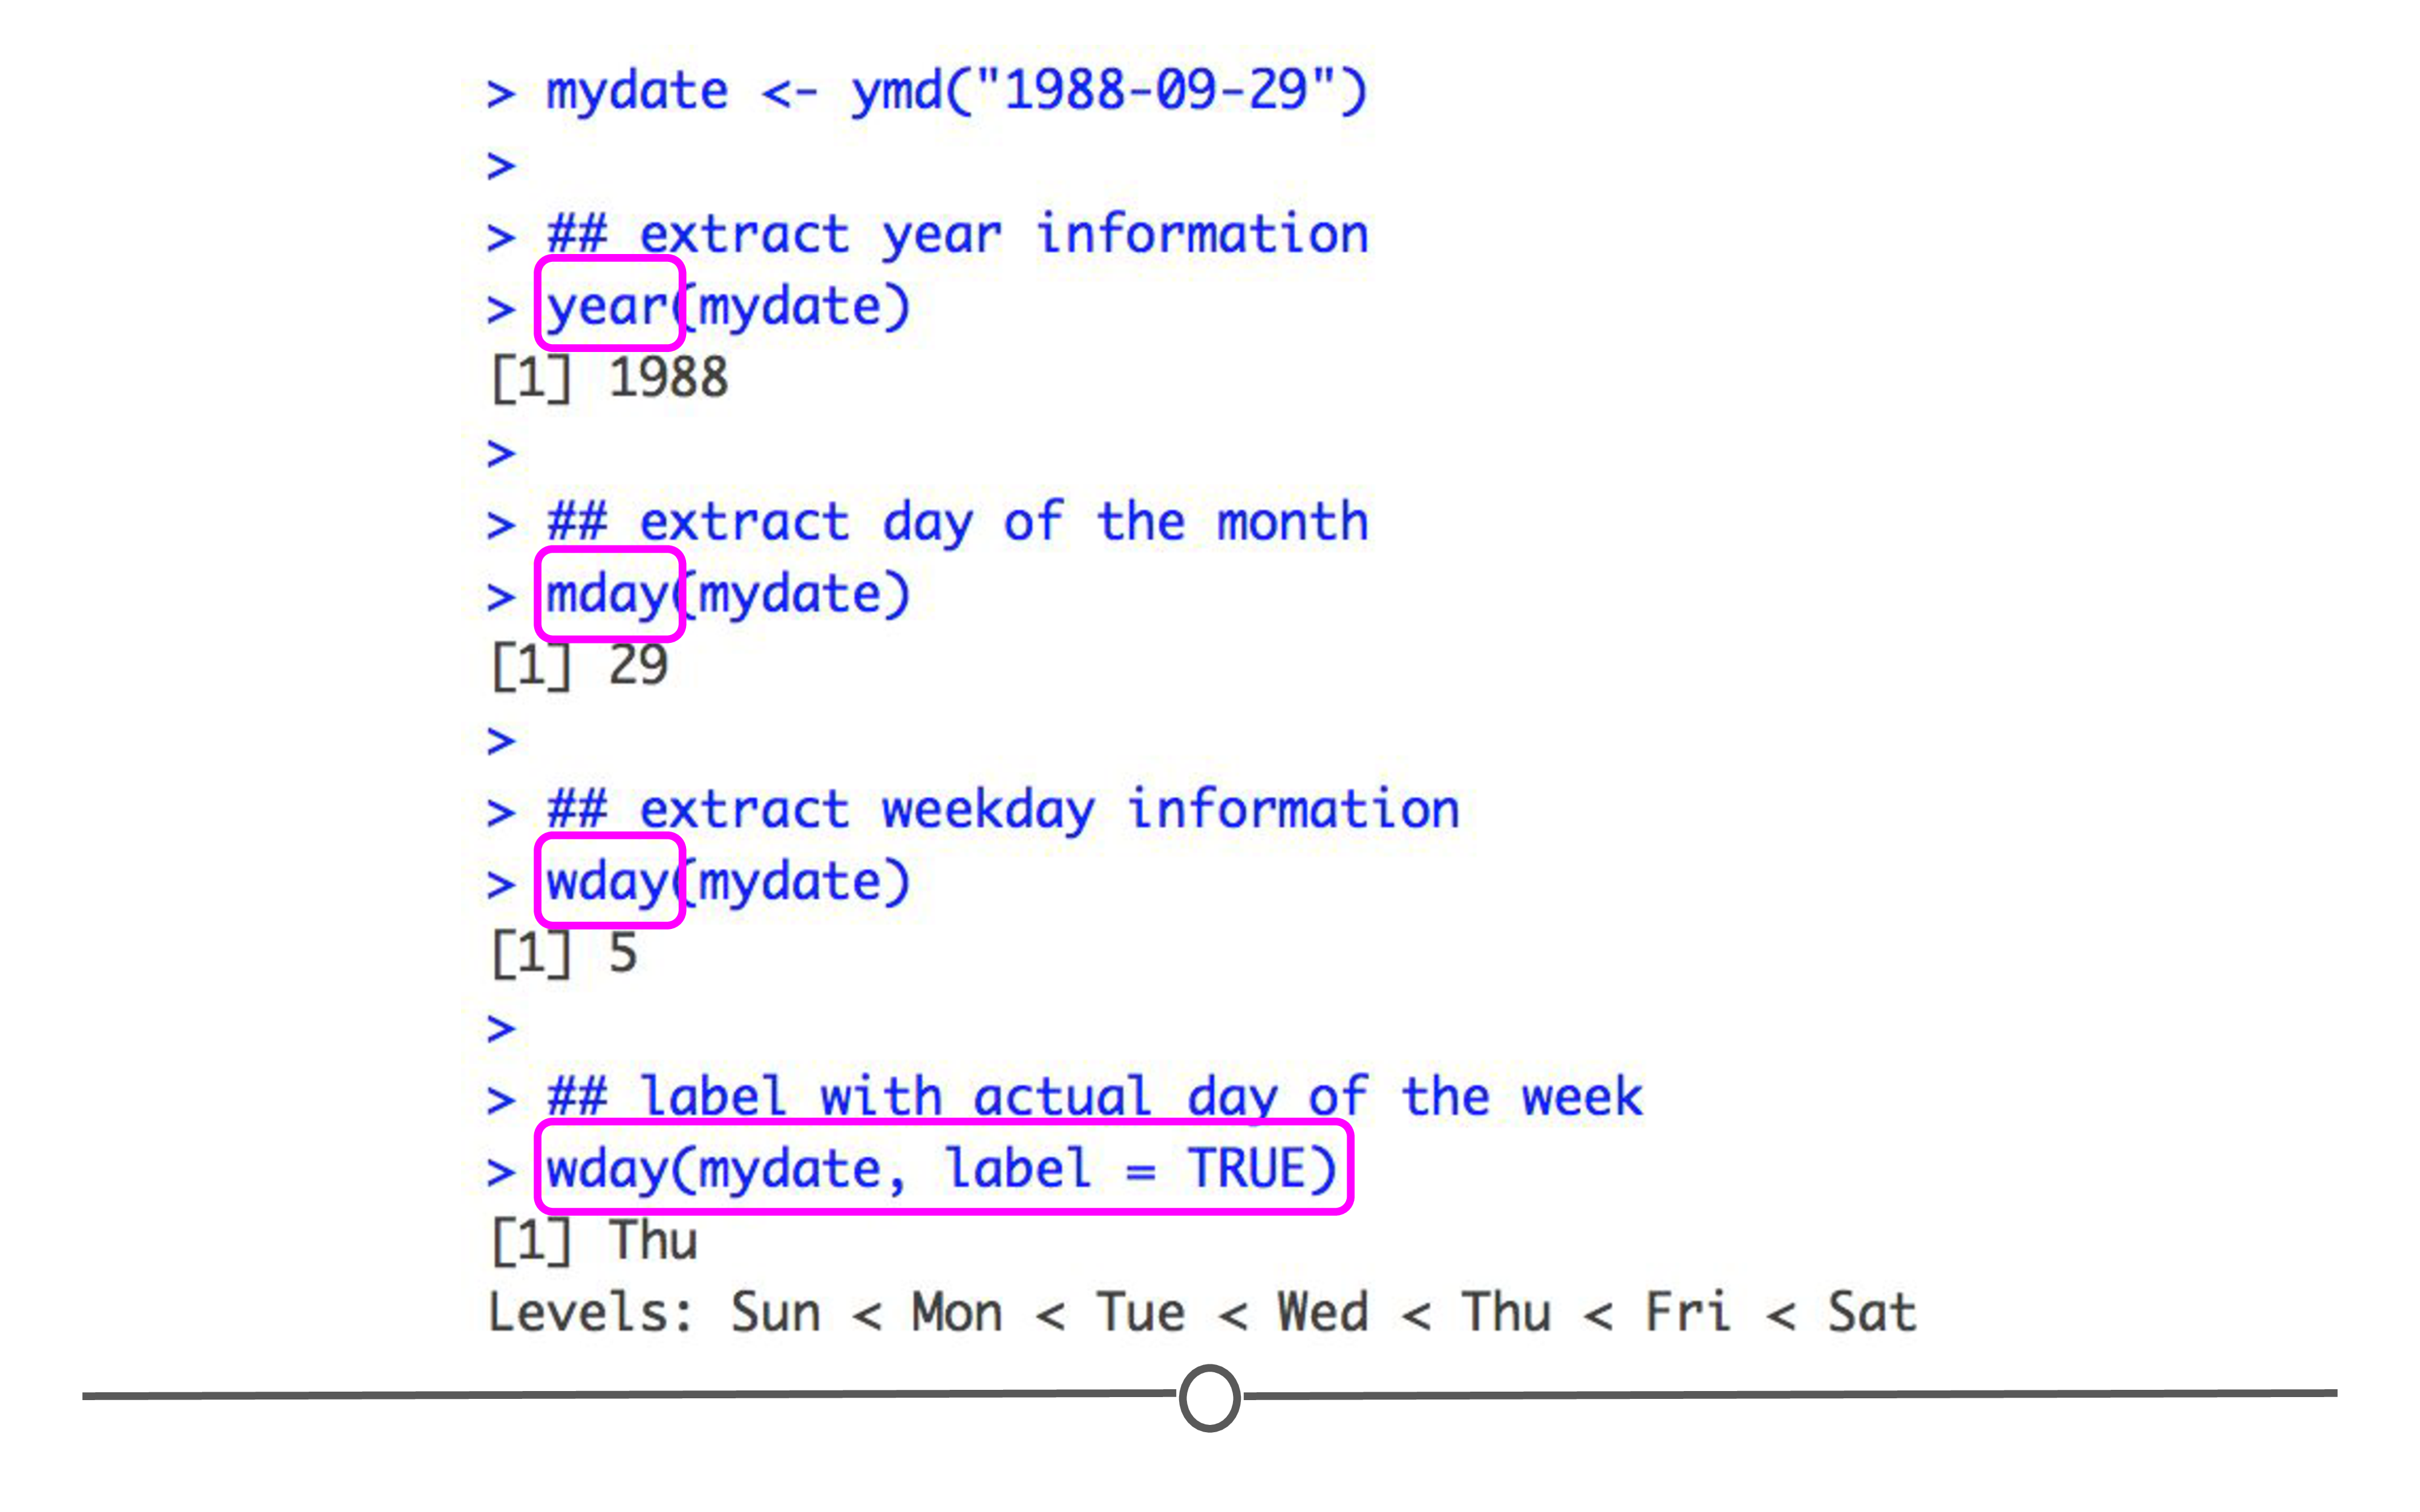 > mydate <- ymd("1988-09-29")
>
> ## extract year information
> year(mydate)
[1] 1988
>
> ## extract day of the month
> mday(mydate)
[1] 29
>
> ## extract weekday information
> wday(mydate)
[1] 5
>
> ## label with actual day of the week
> wday(mydate, label = TRUE)
[1] Thu
Levels: Sun < Mon < Tue < Wed < Thu < Fri < Sat